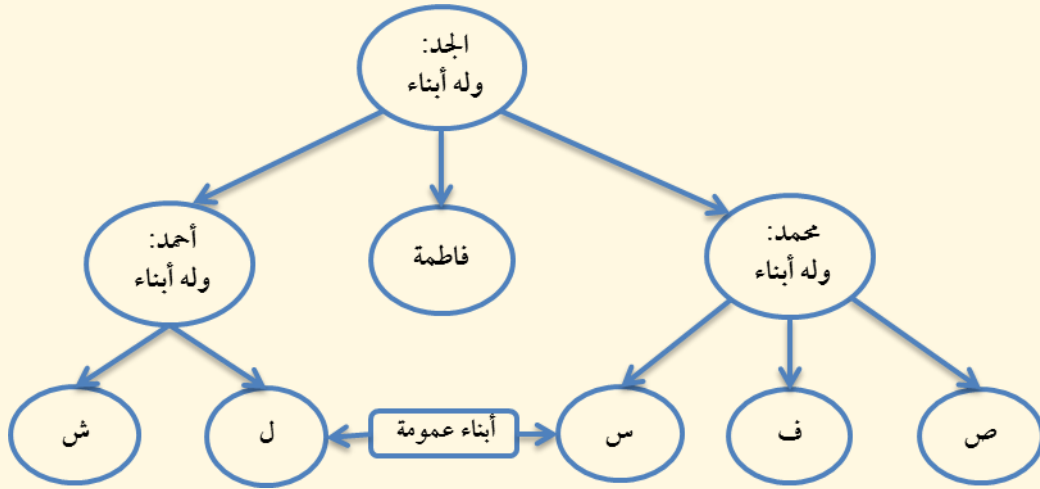 الجد:
وله أبناء
محمد:
وله أبناء
فاطمة
أحمد:
وله أبناء
ص
ف
س
أبناء عمومة
ل
ش